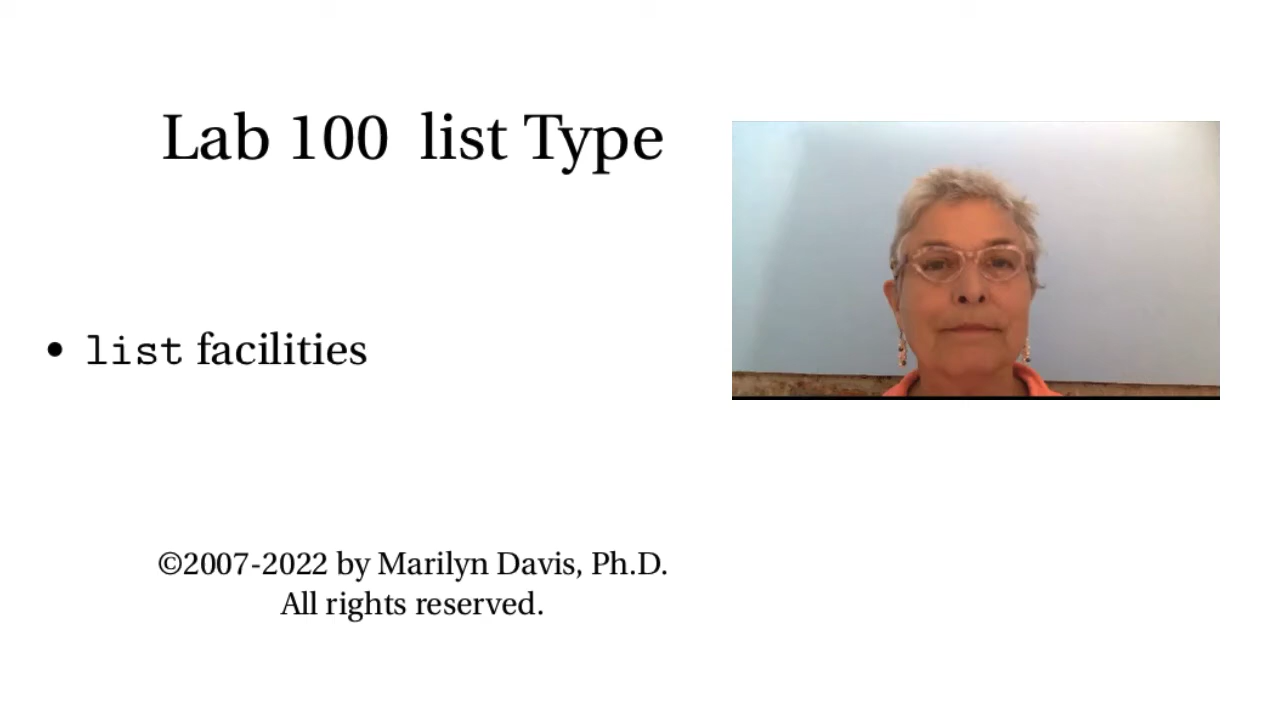 Lab 100 list Type
• list facilities
©2007-2022 by Marilyn Davis, Ph.D.
All rights reserved.